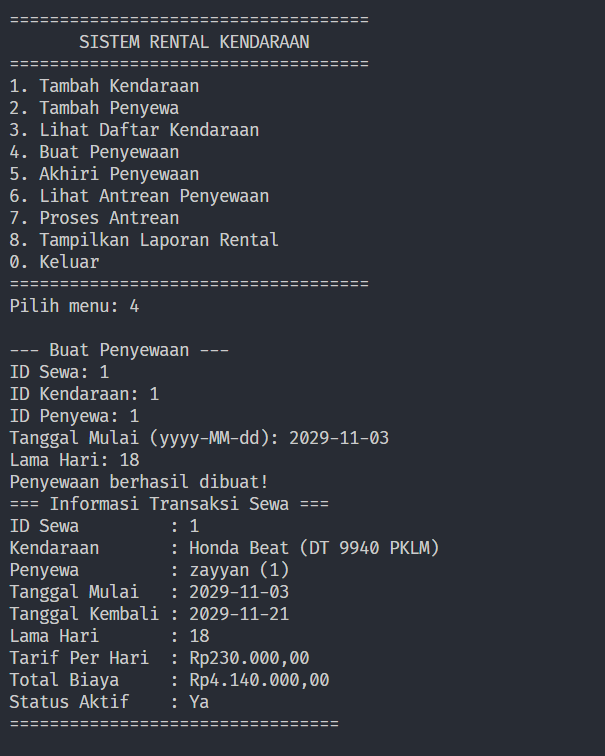 ====================================
SISTEM RENTAL KENDARAAN
====================================
1. Tambah Kendaraan
2. Tambah Penyewa
3. Lihat Daftar Kendaraan
4. Buat Penyewaan
5. Akhiri Penyewaan
6. Lihat Antrean Penyewaan
7. Proses Antrean
8. Tampilkan Laporan Rental
0. Keluar
====================================
Pilih menu: 4

--- Buat Penyewaan ---
ID Sewa: 1
ID Kendaraan: 1
ID Penyewa: 1
Tanggal Mulai (yyyy-MM-dd): 2029-11-03
Lama Hari: 18
Penyewaan berhasil dibuat!
=== Informasi Transaksi Sewa ===
ID Sewa         : 1
Kendaraan       : Honda Beat (DT 9940 PKLM)
Penyewa         : zayyan (1)
Tanggal Mulai   : 2029-11-03
Tanggal Kembali : 2029-11-21
Lama Hari       : 18
Tarif Per Hari  : Rp230.000,00
Total Biaya     : Rp4.140.000,00
Status Aktif    : Ya
=================================